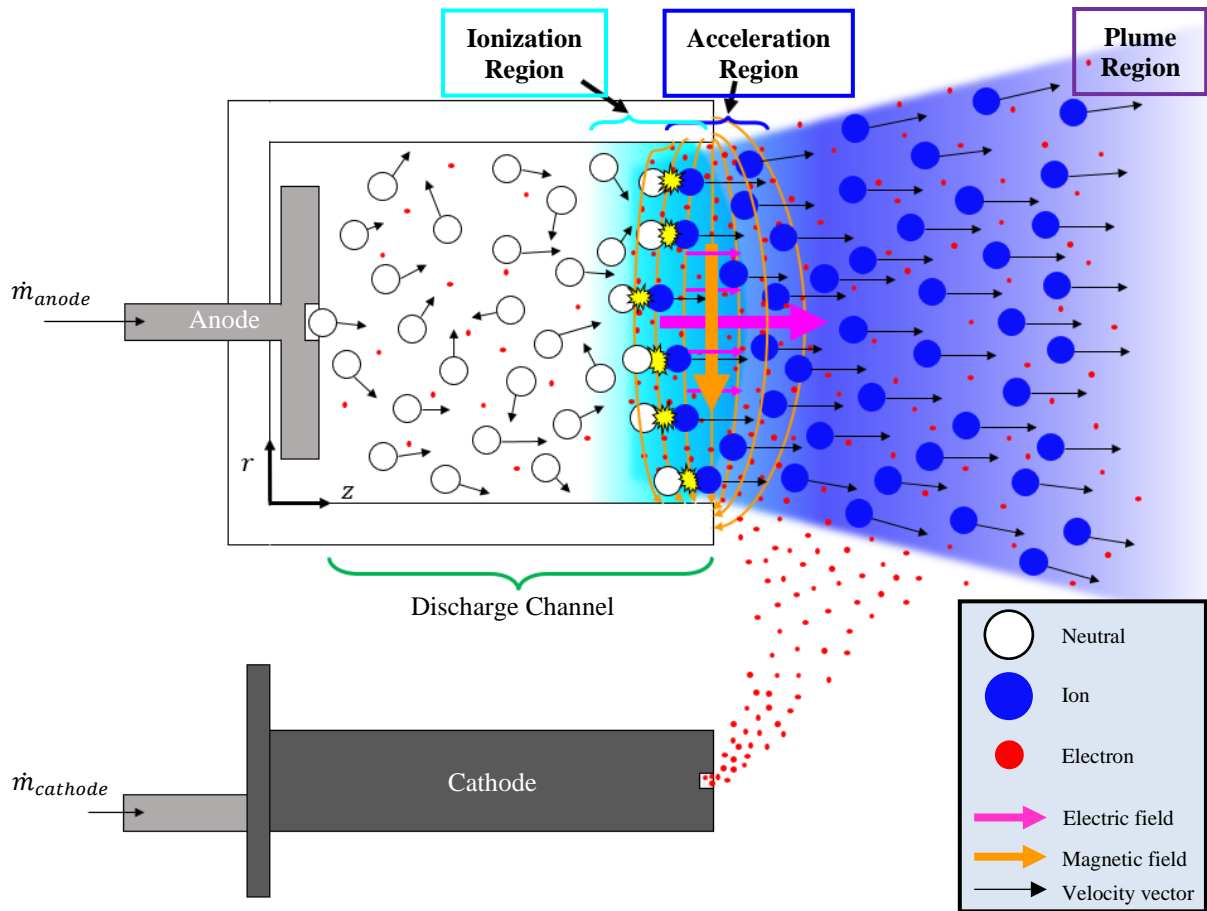 Ionization
Region
Acceleration
Region
Plume
Region
ṁ_anode
Anode
r
z
Discharge Channel
ṁ_cathode
Cathode
Neutral
Ion
Electron
Electric field
Magnetic field
Velocity vector